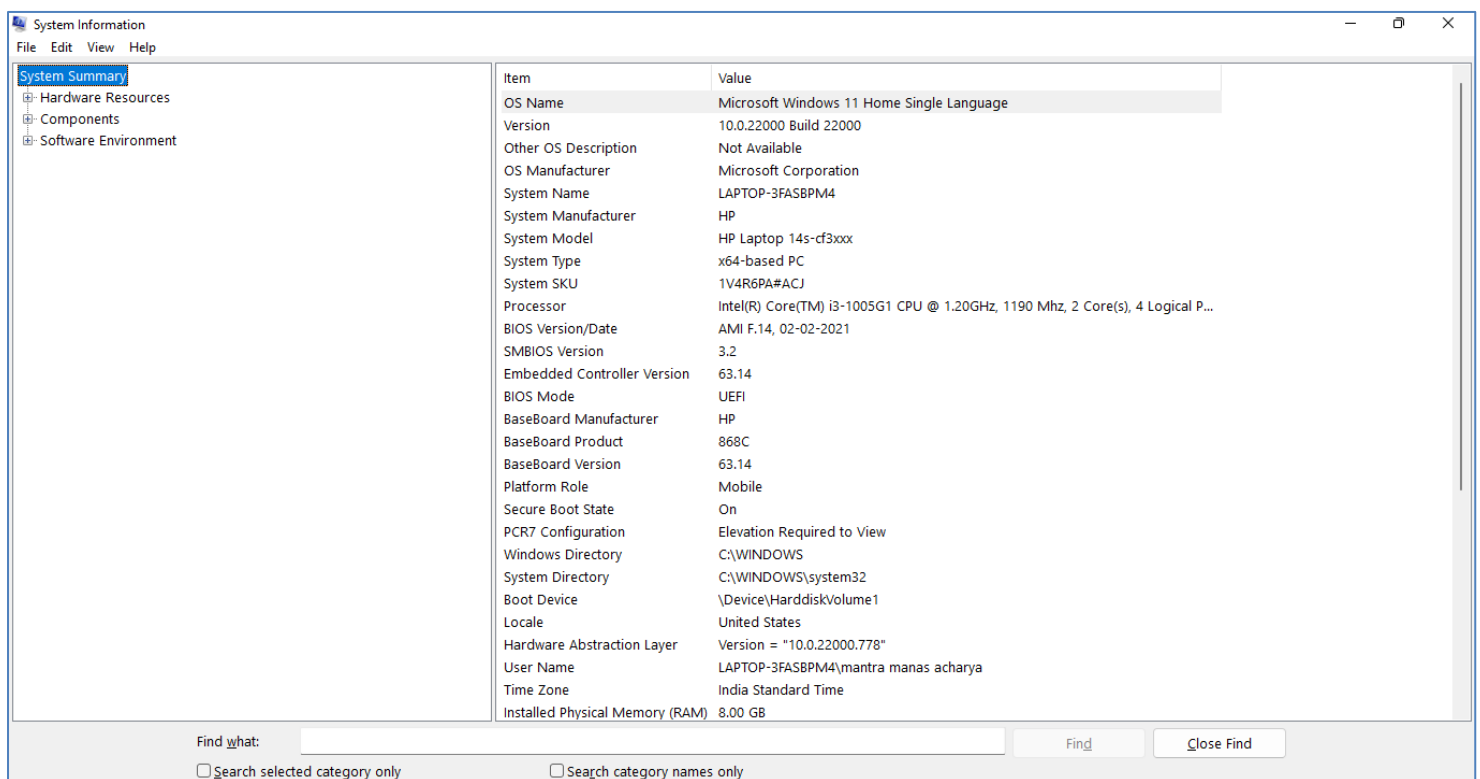 System Information
File Edit View Help
System Summary
Hardware Resources
Components
Software Environment
Item Value
OS Name Microsoft Windows 11 Home Single Language
Version 10.0.22000 Build 22000
Other OS Description Not Available
OS Manufacturer Microsoft Corporation
System Name LAPTOP-3FASBPM4
System Manufacturer HP
System Model HP Laptop 14s-cf3xxx
System Type x64-based PC
System SKU 1V4R6PA#ACJ
Processor Intel(R) Core(TM) i3-1005G1 CPU @ 1.20GHz, 1190 Mhz, 2 Core(s), 4 Logical P...
BIOS Version/Date AMI F.14, 02-02-2021
SMBIOS Version 3.2
Embedded Controller Version 63.14
BIOS Mode UEFI
BaseBoard Manufacturer HP
BaseBoard Product 868C
BaseBoard Version 63.14
Platform Role Mobile
Secure Boot State On
PCR7 Configuration Elevation Required to View
Windows Directory C:\WINDOWS
System Directory C:\WINDOWS\system32
Boot Device \Device\HarddiskVolume1
Locale United States
Hardware Abstraction Layer Version = "10.0.22000.778"
User Name LAPTOP-3FASBPM4\mantra manas acharya
Time Zone India Standard Time
Installed Physical Memory (RAM) 8.00 GB
Find what: Find Close Find
Search selected category only Search category names only